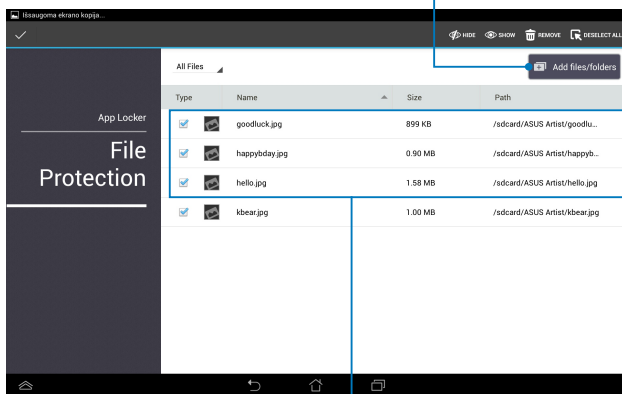 Išsaugoma ekrano kopija...
HIDE SHOW REMOVE DESELECT ALL
All Files
Add files/folders
Type Name Size Path
goodluck.jpg 899 KB /sdcard/ASUS Artist/goodlu...
happybday.jpg 0.90 MB /sdcard/ASUS Artist/happyb...
hello.jpg 1.58 MB /sdcard/ASUS Artist/hello.jpg
kbear.jpg 1.00 MB /sdcard/ASUS Artist/kbear.jpg
App Locker
File
Protection